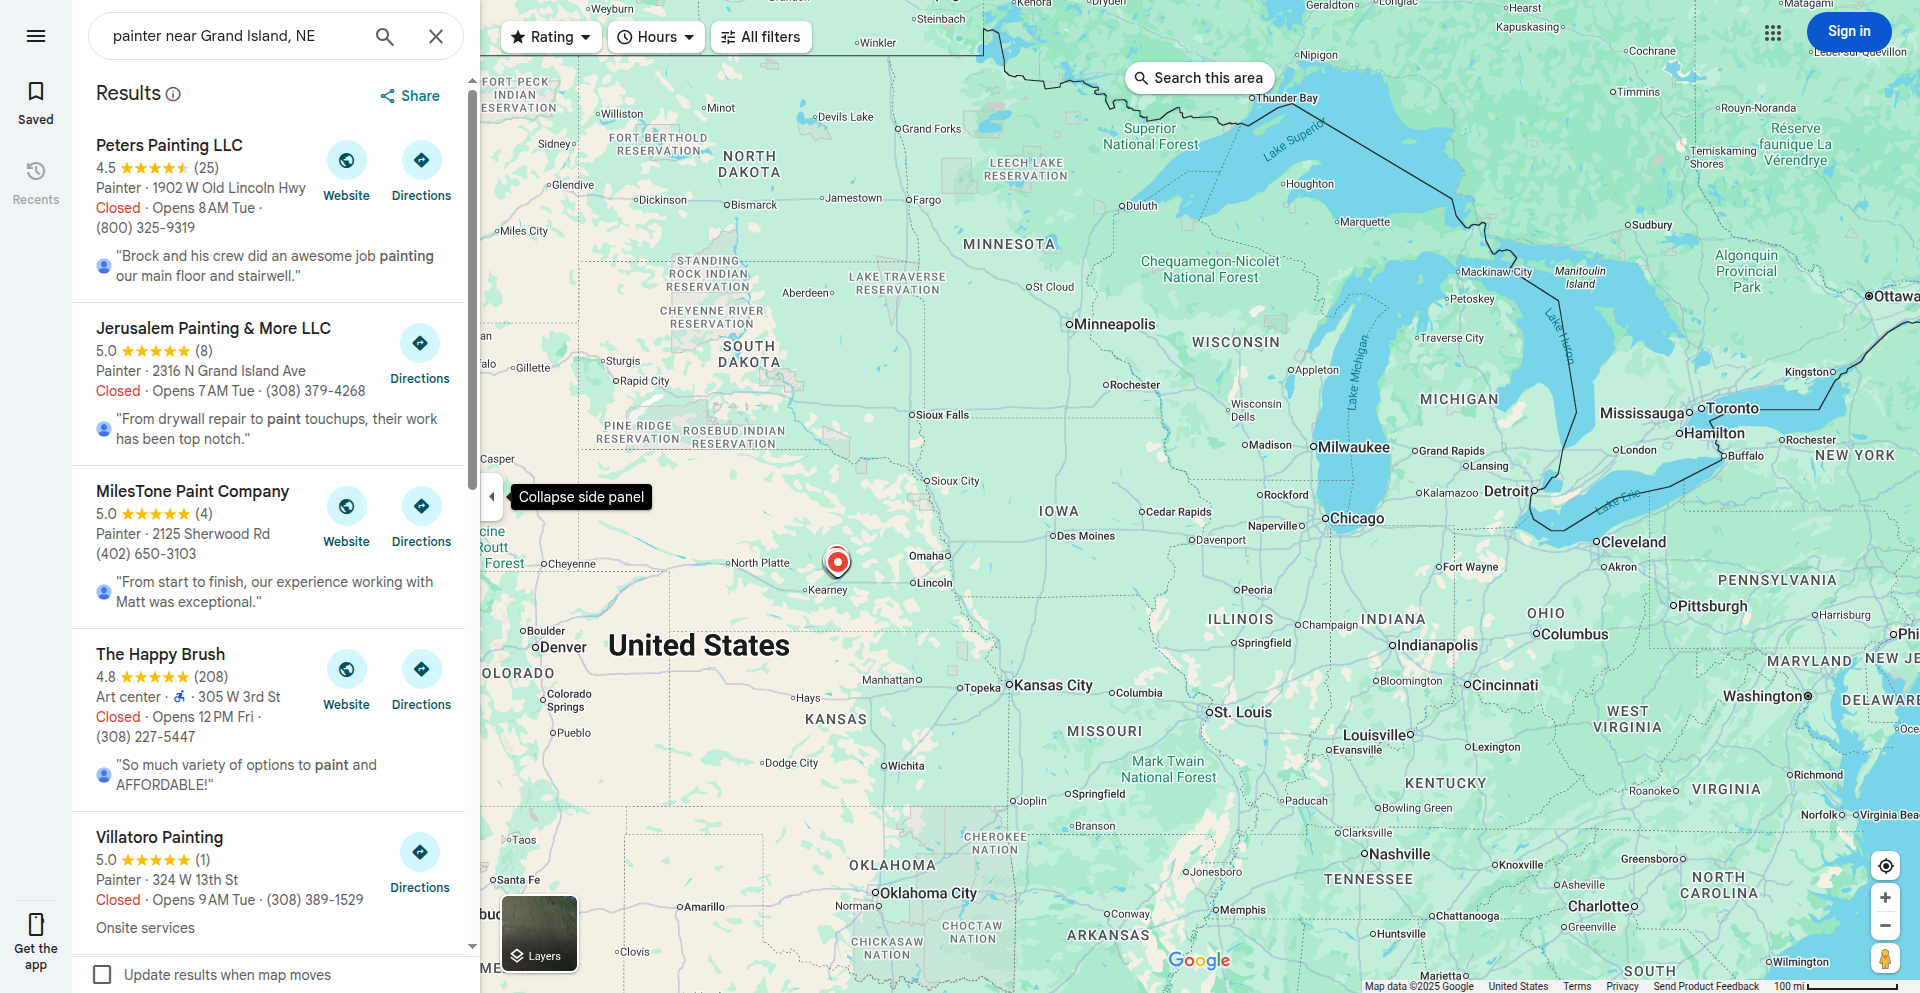 painter near Grand Island, NE
Saved
Recents
Get the app
Results
Share
Peters Painting LLC
4.5 (25)
Painter · 1902 W Old Lincoln Hwy
Closed · Opens 8 AM Tue ·
(800) 325-9319
Website
Directions
"Brock and his crew did an awesome job painting
our main floor and stairwell."
Jerusalem Painting & More LLC
5.0 (8)
Painter · 2316 N Grand Island Ave
Closed · Opens 7 AM Tue · (308) 379-4268
Directions
"From drywall repair to paint touchups, their work
has been top notch."
MilesTone Paint Company
5.0 (4)
Painter · 2125 Sherwood Rd
(402) 650-3103
Website
Directions
"From start to finish, our experience working with
Matt was exceptional."
The Happy Brush
4.8 (208)
Art center · 305 W 3rd St
Closed · Opens 12 PM Fri ·
(308) 227-5447
Website
Directions
"So much variety of options to paint and
AFFORDABLE!"
Villatoro Painting
5.0 (1)
Painter · 324 W 13th St
Closed · Opens 9 AM Tue · (308) 389-1529
Directions
Onsite services
Update results when map moves
Rating
Hours
All filters
Search this area
Sign in
Collapse side panel
Layers
Weyburn
Steinbach
Winkler
Kenora
Dryden
Geraldton
Longlac
Hearst
Kapuskasing
Matagami
Cochrane
Lebel-sur-Quévillon
Nipigon
Timmins
Rouyn-Noranda
Thunder Bay
FORT PECK
INDIAN
ESERVATION
Williston
Minot
Devils Lake
Grand Forks
FORT BERTHOLD
RESERVATION
Sidney
NORTH
DAKOTA
LEECH LAKE
RESERVATION
Superior
National Forest
Lake Superior
Temiskaming
Shores
Réserve
faunique La
Vérendrye
Glendive
Dickinson
Bismarck
Jamestown
Fargo
Duluth
Houghton
Marquette
Sudbury
Miles City
MINNESOTA
STANDING
ROCK INDIAN
RESERVATION
LAKE TRAVERSE
RESERVATION
Chequamegon-Nicolet
National Forest
Mackinaw City
Manitoulin
Island
Algonquin
Provincial
Park
Aberdeen
St Cloud
Petoskey
Ottawa
CHEYENNE RIVER
RESERVATION
Minneapolis
Lake Huron
an
SOUTH
DAKOTA
WISCONSIN
Traverse City
alo
Gillette
Sturgis
Rapid City
Rochester
Appleton
Lake Michigan
Kingston
MICHIGAN
Wisconsin
Dells
Mississauga
Toronto
Sioux Falls
PINE RIDGE
RESERVATION
ROSEBUD INDIAN
RESERVATION
Hamilton
Madison
Milwaukee
Grand Rapids
London
Rochester
Buffalo
NEW YORK
Casper
Lansing
Sioux City
Rockford
Kalamazoo
Detroit
Lake Erie
IOWA
Cedar Rapids
Naperville
Chicago
cine
Routt
Forest
Des Moines
Davenport
Cleveland
Cheyenne
North Platte
Omaha
Fort Wayne
Akron
Kearney
Lincoln
Peoria
PENNSYLVANIA
Pittsburgh
Harrisburg
ILLINOIS
INDIANA
OHIO
Champaign
Columbus
Phi
Boulder
Denver
United States
Springfield
Indianapolis
MARYLAND
NEW JE
OLORADO
Manhattan
Topeka
Kansas City
Columbia
Bloomington
Cincinnati
Washington
DELAWARE
Colorado
Springs
Hays
KANSAS
St. Louis
WEST
VIRGINIA
Pueblo
MISSOURI
Louisville
Evansville
Lexington
Oce
Dodge City
Wichita
Mark Twain
National Forest
KENTUCKY
Richmond
Joplin
Springfield
Paducah
Bowling Green
Roanoke
VIRGINIA
Norfolk
Virginia Bea
Taos
CHEROKEE
NATION
Branson
Clarksville
OKLAHOMA
Nashville
Knoxville
Greensboro
Santa Fe
Oklahoma City
Jonesboro
TENNESSEE
Asheville
NORTH
CAROLINA
bu
Amarillo
Norman
Conway
Memphis
Chattanooga
Charlotte
CHOCTAW
NATION
CHICKASAW
NATION
ARKANSAS
Huntsville
Greenville
Clovis
ME
Google
Marietta
SOUTH
Wilmington
Map data ©2025 Google
United States
Terms
Privacy
Send Product Feedback
100 mi